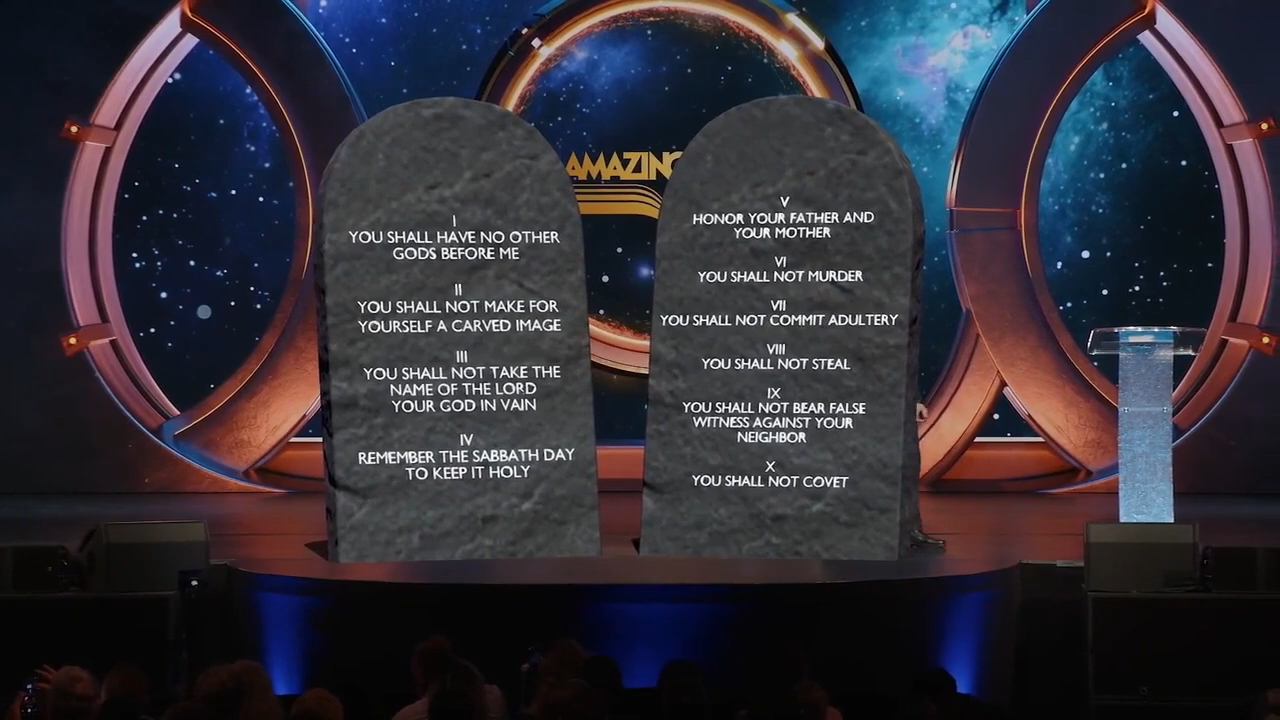 AMAZING
I
YOU SHALL HAVE NO OTHER
GODS BEFORE ME
II
YOU SHALL NOT MAKE FOR
YOURSELF A CARVED IMAGE
III
YOU SHALL NOT TAKE THE
NAME OF THE LORD
YOUR GOD IN VAIN
IV
REMEMBER THE SABBATH DAY
TO KEEP IT HOLY
V
HONOR YOUR FATHER AND
YOUR MOTHER
VI
YOU SHALL NOT MURDER
VII
YOU SHALL NOT COMMIT ADULTERY
VIII
YOU SHALL NOT STEAL
IX
YOU SHALL NOT BEAR FALSE
WITNESS AGAINST YOUR
NEIGHBOR
X
YOU SHALL NOT COVET